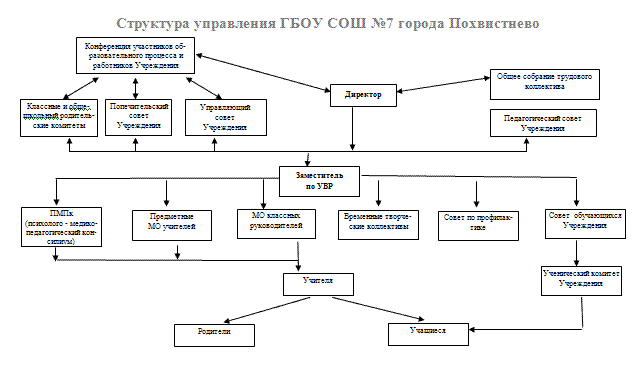 Структура управления ГБОУ СОШ №7 города Похвистнево
Конференция участников об-
разовательного процесса и
работников Учреждения
Директор
Общее собрание трудового
коллектива
Классные и обще-
школьный родитель-
ские комитеты
Попечительский
совет
Учреждения
Управляющий
совет
Учреждения
Педагогический совет
Учреждения
Заместитель
по УВР
ПМПк
(психолого - медико-
педагогический кон-
силиум)
Предметные
МО учителей
МО классных
руководителей
Временные творче-
ские коллективы
Совет по профилак-
тике
Совет обучающихся
Учреждения
Учителя
Ученический комитет
Учреждения
Родители
Учащиеся